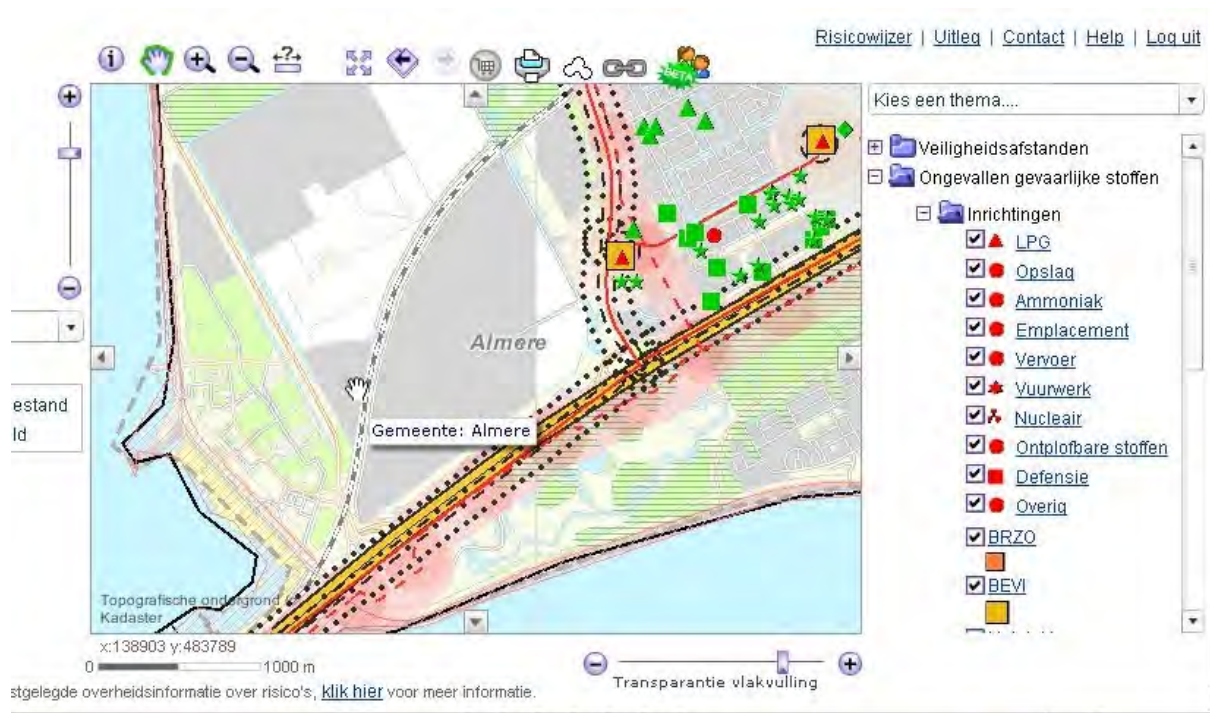 Risicowijzer | Uitleg | Contact | Help | Log uit
BETA
Kies een thema....
Veiligheidsafstanden
Ongevallen gevaarlijke stoffen
Inrichtingen
LPG
Opslag
Ammoniak
Emplacement
Vervoer
Vuurwerk
Nucleair
Ontplofbare stoffen
Defensie
Overig
BRZO
BEVI
estand
ld
Almere
Gemeente: Almere
Topografische ondergrond
Kadaster
x:138903 y:483789
0 1000 m
Transparantie vlakvulling
stgelegde overheidsinformatie over risico's, klik hier voor meer informatie.